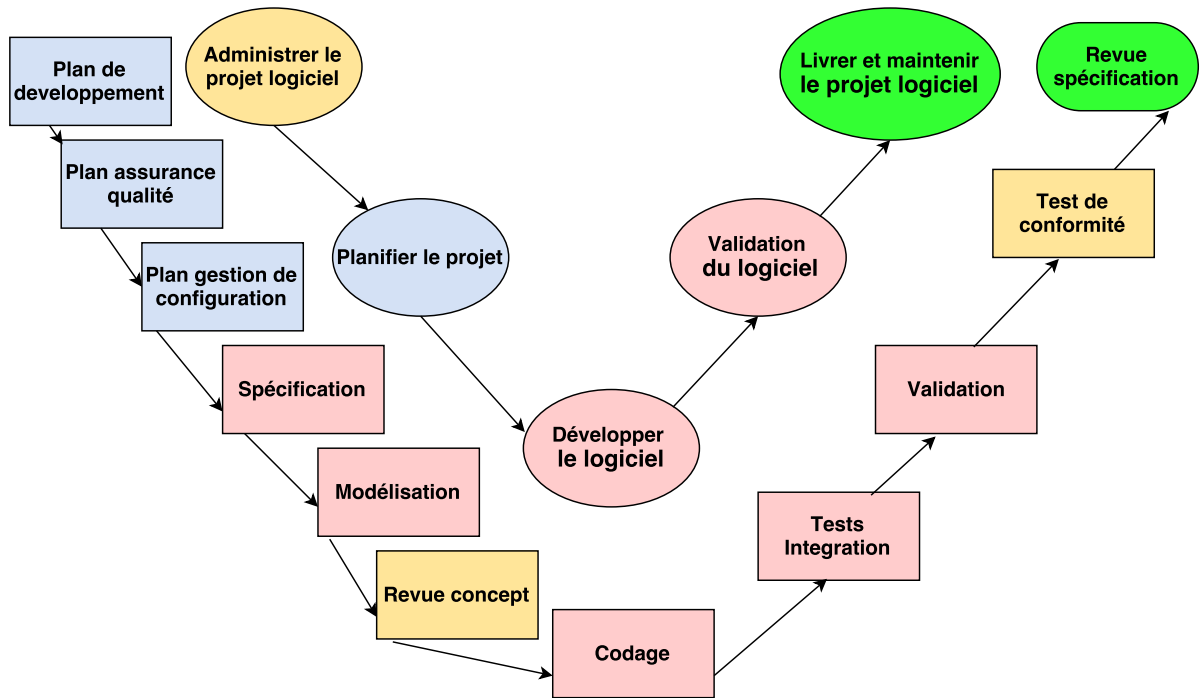 Plan de
developpement
Administrer le
projet logiciel
Livrer et maintenir
le projet logiciel
Revue
spécification
Plan assurance
qualité
Test de
conformité
Plan gestion de
configuration
Planifier le projet
Validation
du logiciel
Spécification
Validation
Développer
le logiciel
Modélisation
Tests
Integration
Revue concept
Codage